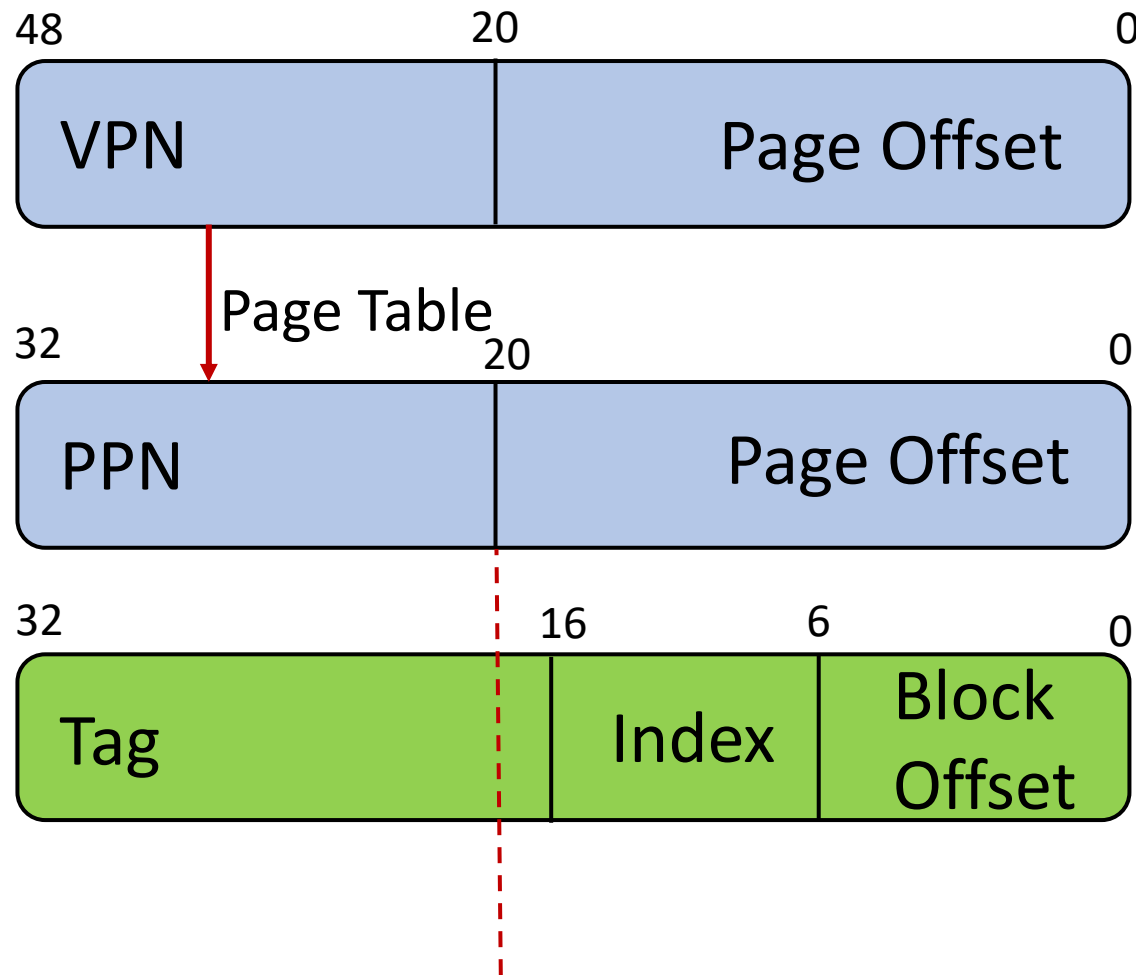 48 20 0
VPN Page Offset
Page Table
32 20 0
PPN Page Offset
32 16 6 0
Tag Index Block
Offset